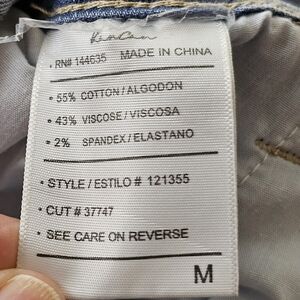 KanCan
• RN# 144635 MADE IN CHINA
• 55% COTTON / ALGODON
• 43% VISCOSE / VISCOSA
• 2% SPANDEX / ELASTANO
• STYLE / ESTILO # 121355
• CUT # 37747
• SEE CARE ON REVERSE
M